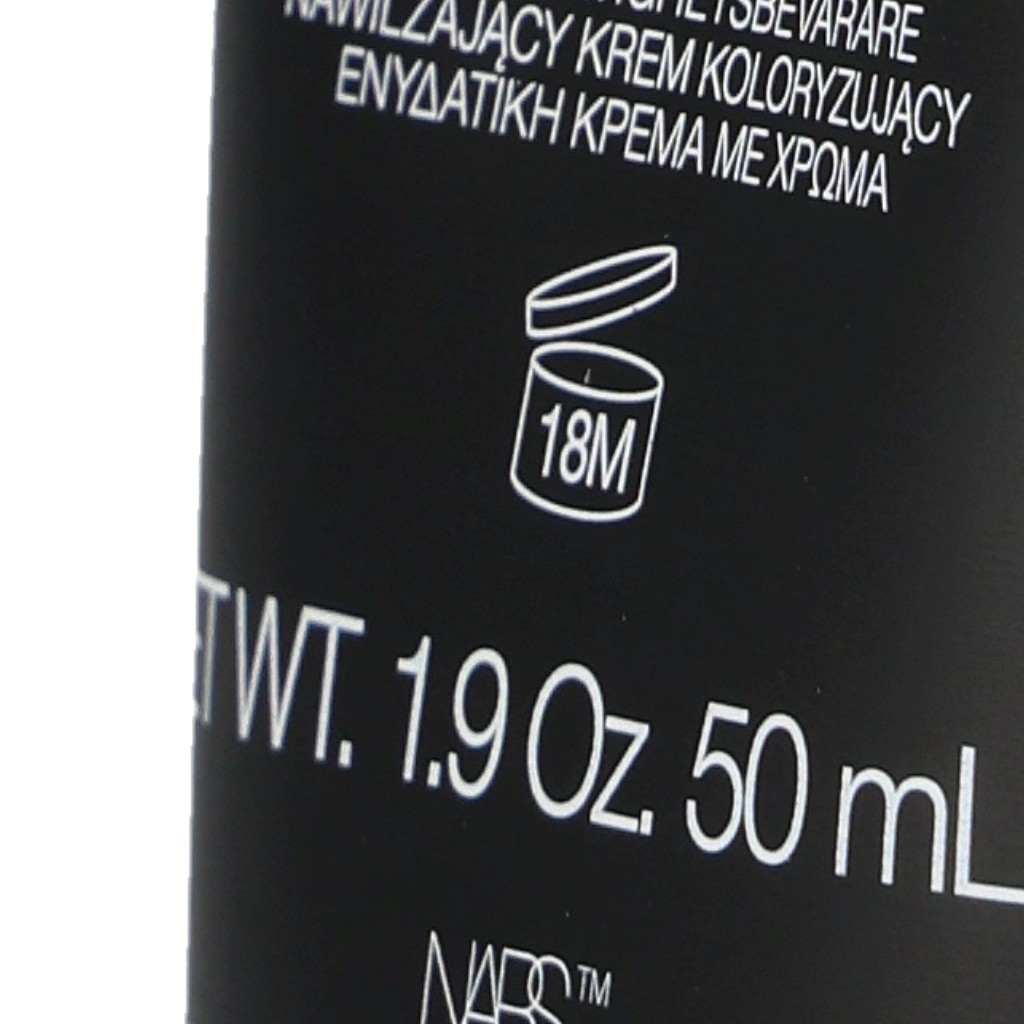 NAWILŻAJĄCY KREM KOLORYZUJĄCY
ΕΝΥΔΑΤΙΚΗ ΚΡΕΜΑ ΜΕ ΧΡΩΜΑ
18M
WT. 1.9 Oz. 50 mL
NARS™